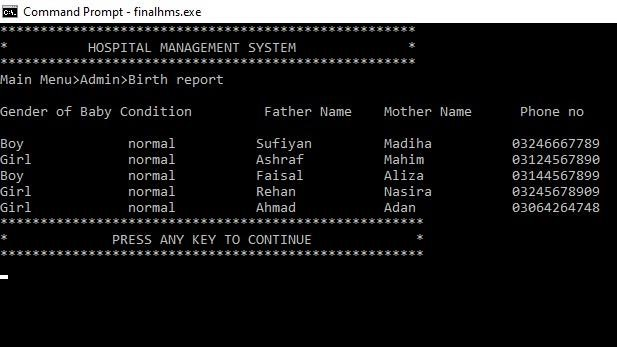 Command Prompt - finalhms.exe
****************************************************
* HOSPITAL MANAGEMENT SYSTEM *
****************************************************
Main Menu>Admin>Birth report
Gender of Baby Condition Father Name Mother Name Phone no
Boy normal Sufiyan Madiha 03246667789
Girl normal Ashraf Mahim 03124567890
Boy normal Faisal Aliza 03144567899
Girl normal Rehan Nasira 03245678909
Girl normal Ahmad Adan 03064264748
*****************************************************
* PRESS ANY KEY TO CONTINUE *
*****************************************************